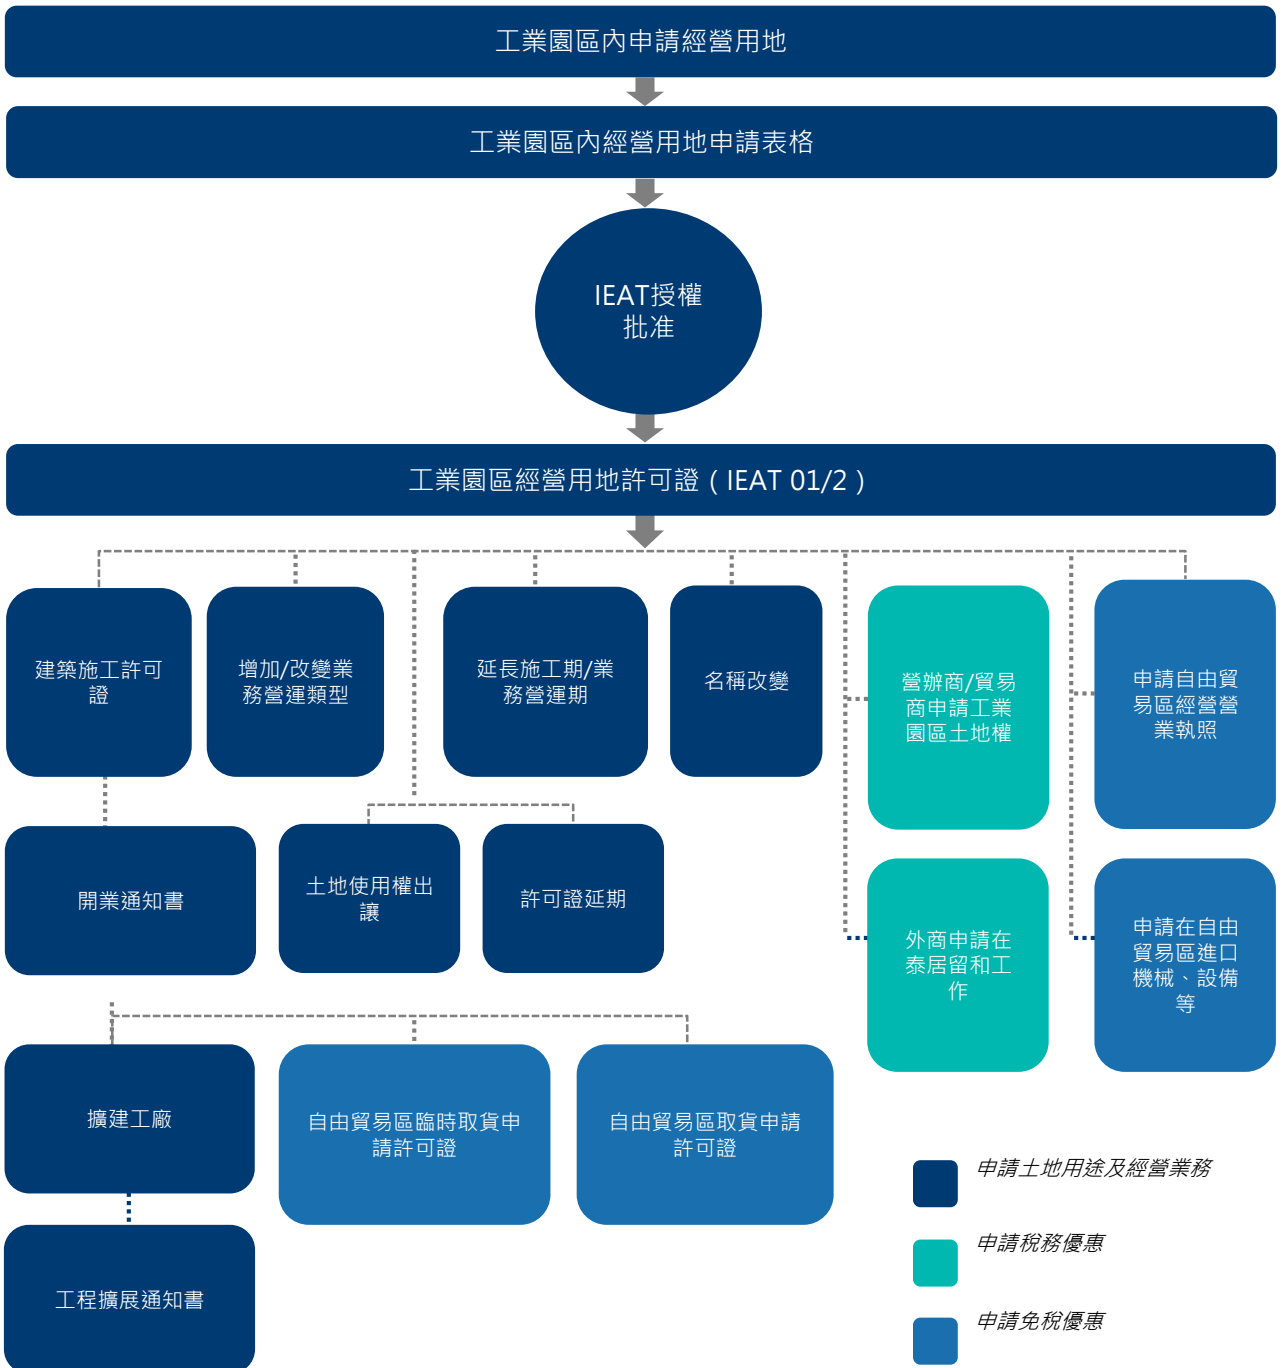 工業園區內申請經營用地
工業園區內經營用地申請表格
IEAT授權
批准
工業園區經營用地許可證（IEAT 01/2）
建築施工許可
證
增加/改變業
務營運類型
延長施工期/業
務營運期
名稱改變
營辦商/貿易
商申請工業
園區土地權
申請自由貿
易區經營營
業執照
開業通知書
土地使用權出
讓
許可證延期
外商申請在
泰居留和工
作
申請在自由
貿易區進口
機械、設備
等
擴建工廠
自由貿易區臨時取貨申
請許可證
自由貿易區取貨申請
許可證
工程擴展通知書
申請土地用途及經營業務
申請稅務優惠
申請免稅優惠